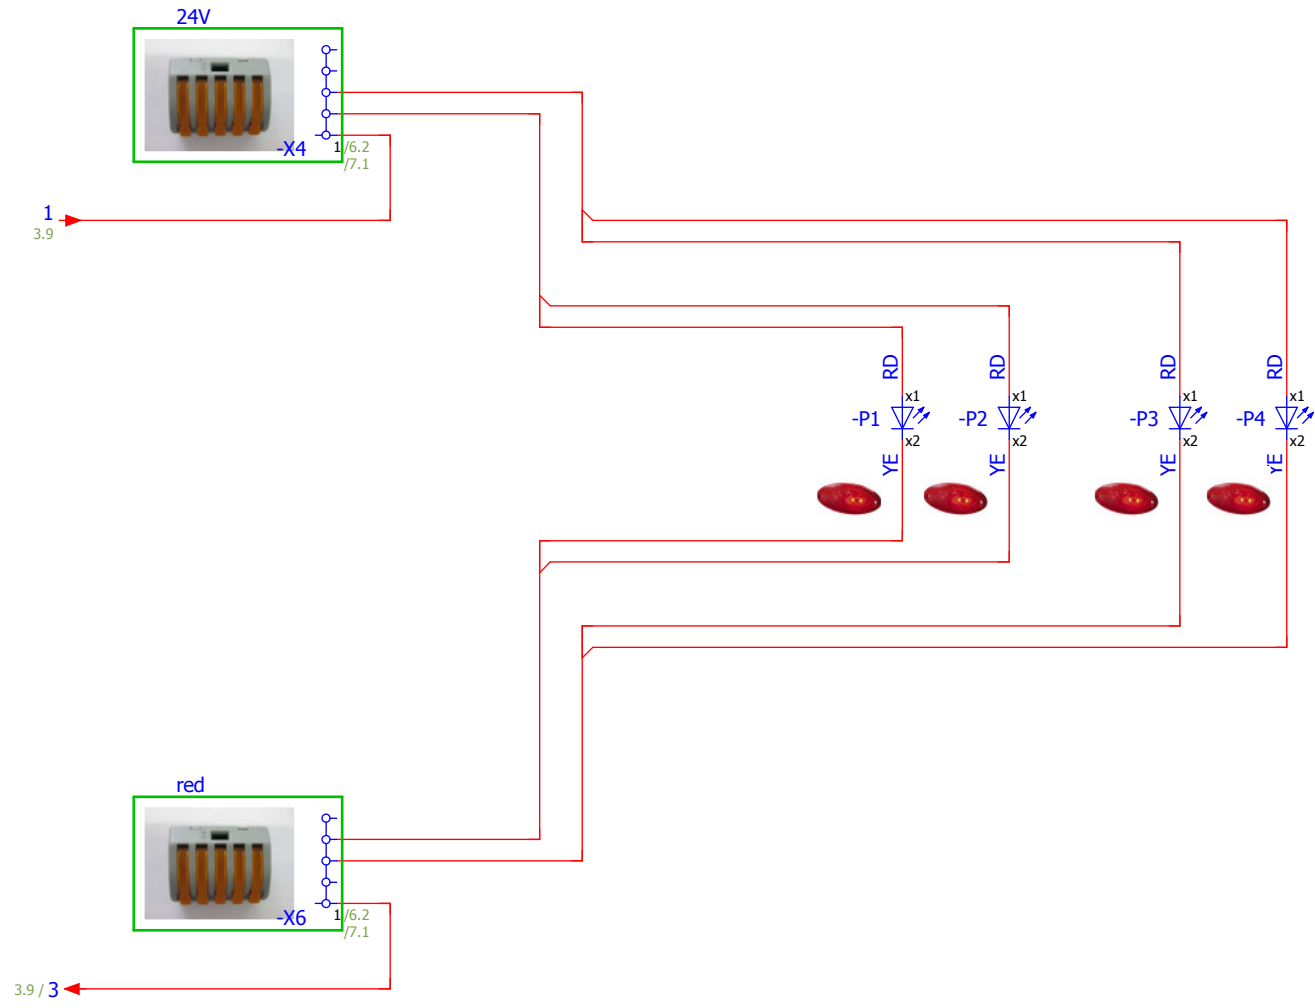 24V
-X4
1 /6.2
/7.1
1
3.9
RD RD RD RD
x1 x1 x1 x1
-P1 -P2 -P3 -P4
x2 x2 x2 x2
YE YE YE YE
red
-X6
1 /6.2
/7.1
3.9 / 3